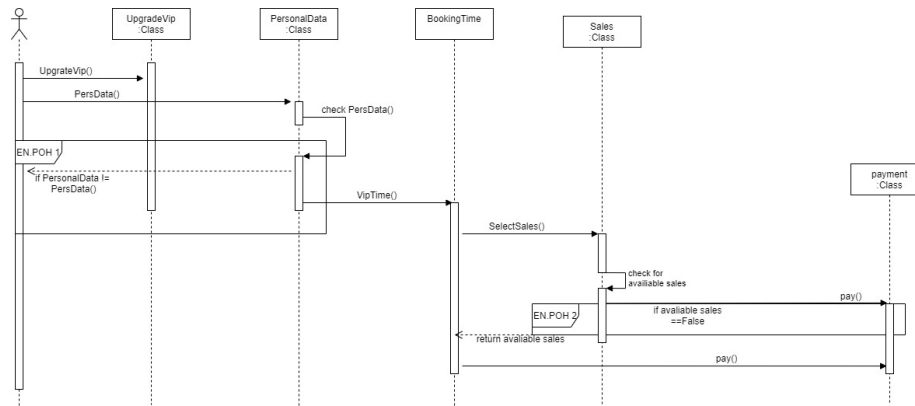 UpgradeVip
:Class
PersonalData
:Class
BookingTime
Sales
:Class
UpgrateVip()
PersData()
check PersData()
EN.POH 1
if PersonalData !=
PersData()
payment
:Class
VipTime()
SelectSales()
check for
availiable sales
pay()
EN.POH 2
if avaliable sales
==False
return avaliable sales
pay()